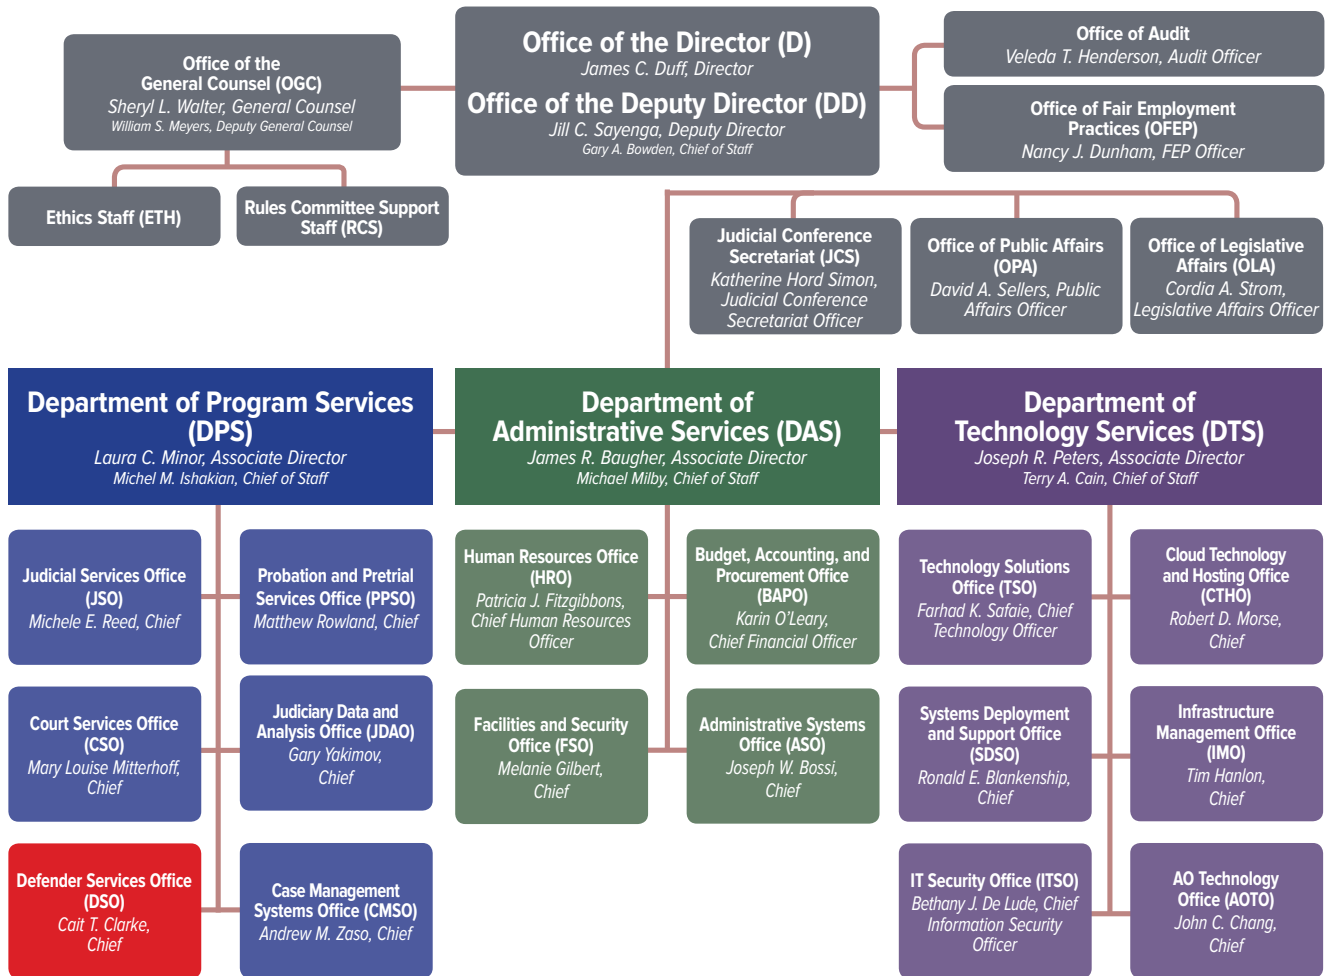 Office of the
General Counsel (OGC)
Sheryl L. Walter, General Counsel
William S. Meyers, Deputy General Counsel
Office of the Director (D)
James C. Duff, Director
Office of the Deputy Director (DD)
Jill C. Sayenga, Deputy Director
Gary A. Bowden, Chief of Staff
Office of Audit
Veleda T. Henderson, Audit Officer
Office of Fair Employment
Practices (OFEP)
Nancy J. Dunham, FEP Officer
Ethics Staff (ETH)
Rules Committee Support
Staff (RCS)
Judicial Conference
Secretariat (JCS)
Katherine Hord Simon,
Judicial Conference
Secretariat Officer
Office of Public Affairs
(OPA)
David A. Sellers, Public
Affairs Officer
Office of Legislative
Affairs (OLA)
Cordia A. Strom,
Legislative Affairs Officer
Department of Program Services
(DPS)
Laura C. Minor, Associate Director
Michel M. Ishakian, Chief of Staff
Department of
Administrative Services (DAS)
James R. Baugher, Associate Director
Michael Milby, Chief of Staff
Department of
Technology Services (DTS)
Joseph R. Peters, Associate Director
Terry A. Cain, Chief of Staff
Judicial Services Office
(JSO)
Michele E. Reed, Chief
Probation and Pretrial
Services Office (PPSO)
Matthew Rowland, Chief
Human Resources Office
(HRO)
Patricia J. Fitzgibbons,
Chief Human Resources
Officer
Budget, Accounting, and
Procurement Office
(BAPO)
Karin O'Leary,
Chief Financial Officer
Technology Solutions
Office (TSO)
Farhad K. Safaie, Chief
Technology Officer
Cloud Technology
and Hosting Office
(CTHO)
Robert D. Morse,
Chief
Court Services Office
(CSO)
Mary Louise Mitterhoff,
Chief
Judiciary Data and
Analysis Office (JDAO)
Gary Yakimov,
Chief
Facilities and Security
Office (FSO)
Melanie Gilbert,
Chief
Administrative Systems
Office (ASO)
Joseph W. Bossi,
Chief
Systems Deployment
and Support Office
(SDSO)
Ronald E. Blankenship,
Chief
Infrastructure
Management Office
(IMO)
Tim Hanlon,
Chief
Defender Services Office
(DSO)
Cait T. Clarke,
Chief
Case Management
Systems Office (CMSO)
Andrew M. Zaso, Chief
IT Security Office (ITSO)
Bethany J. De Lude, Chief
Information Security
Officer
AO Technology
Office (AOTO)
John C. Chang,
Chief